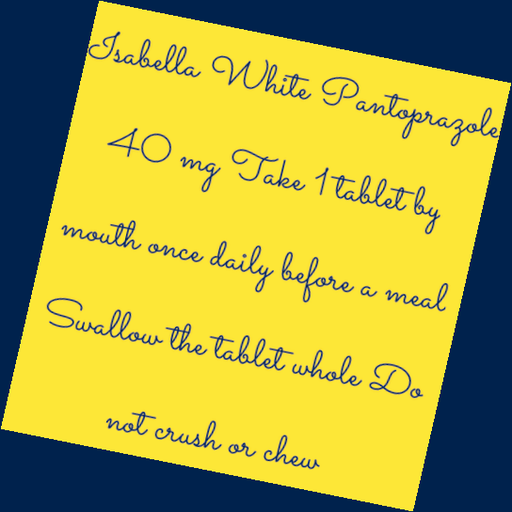 Isabella White Pantoprazole
40 mg Take 1 tablet by
mouth once daily before a meal
Swallow the tablet whole Do
not crush or chew